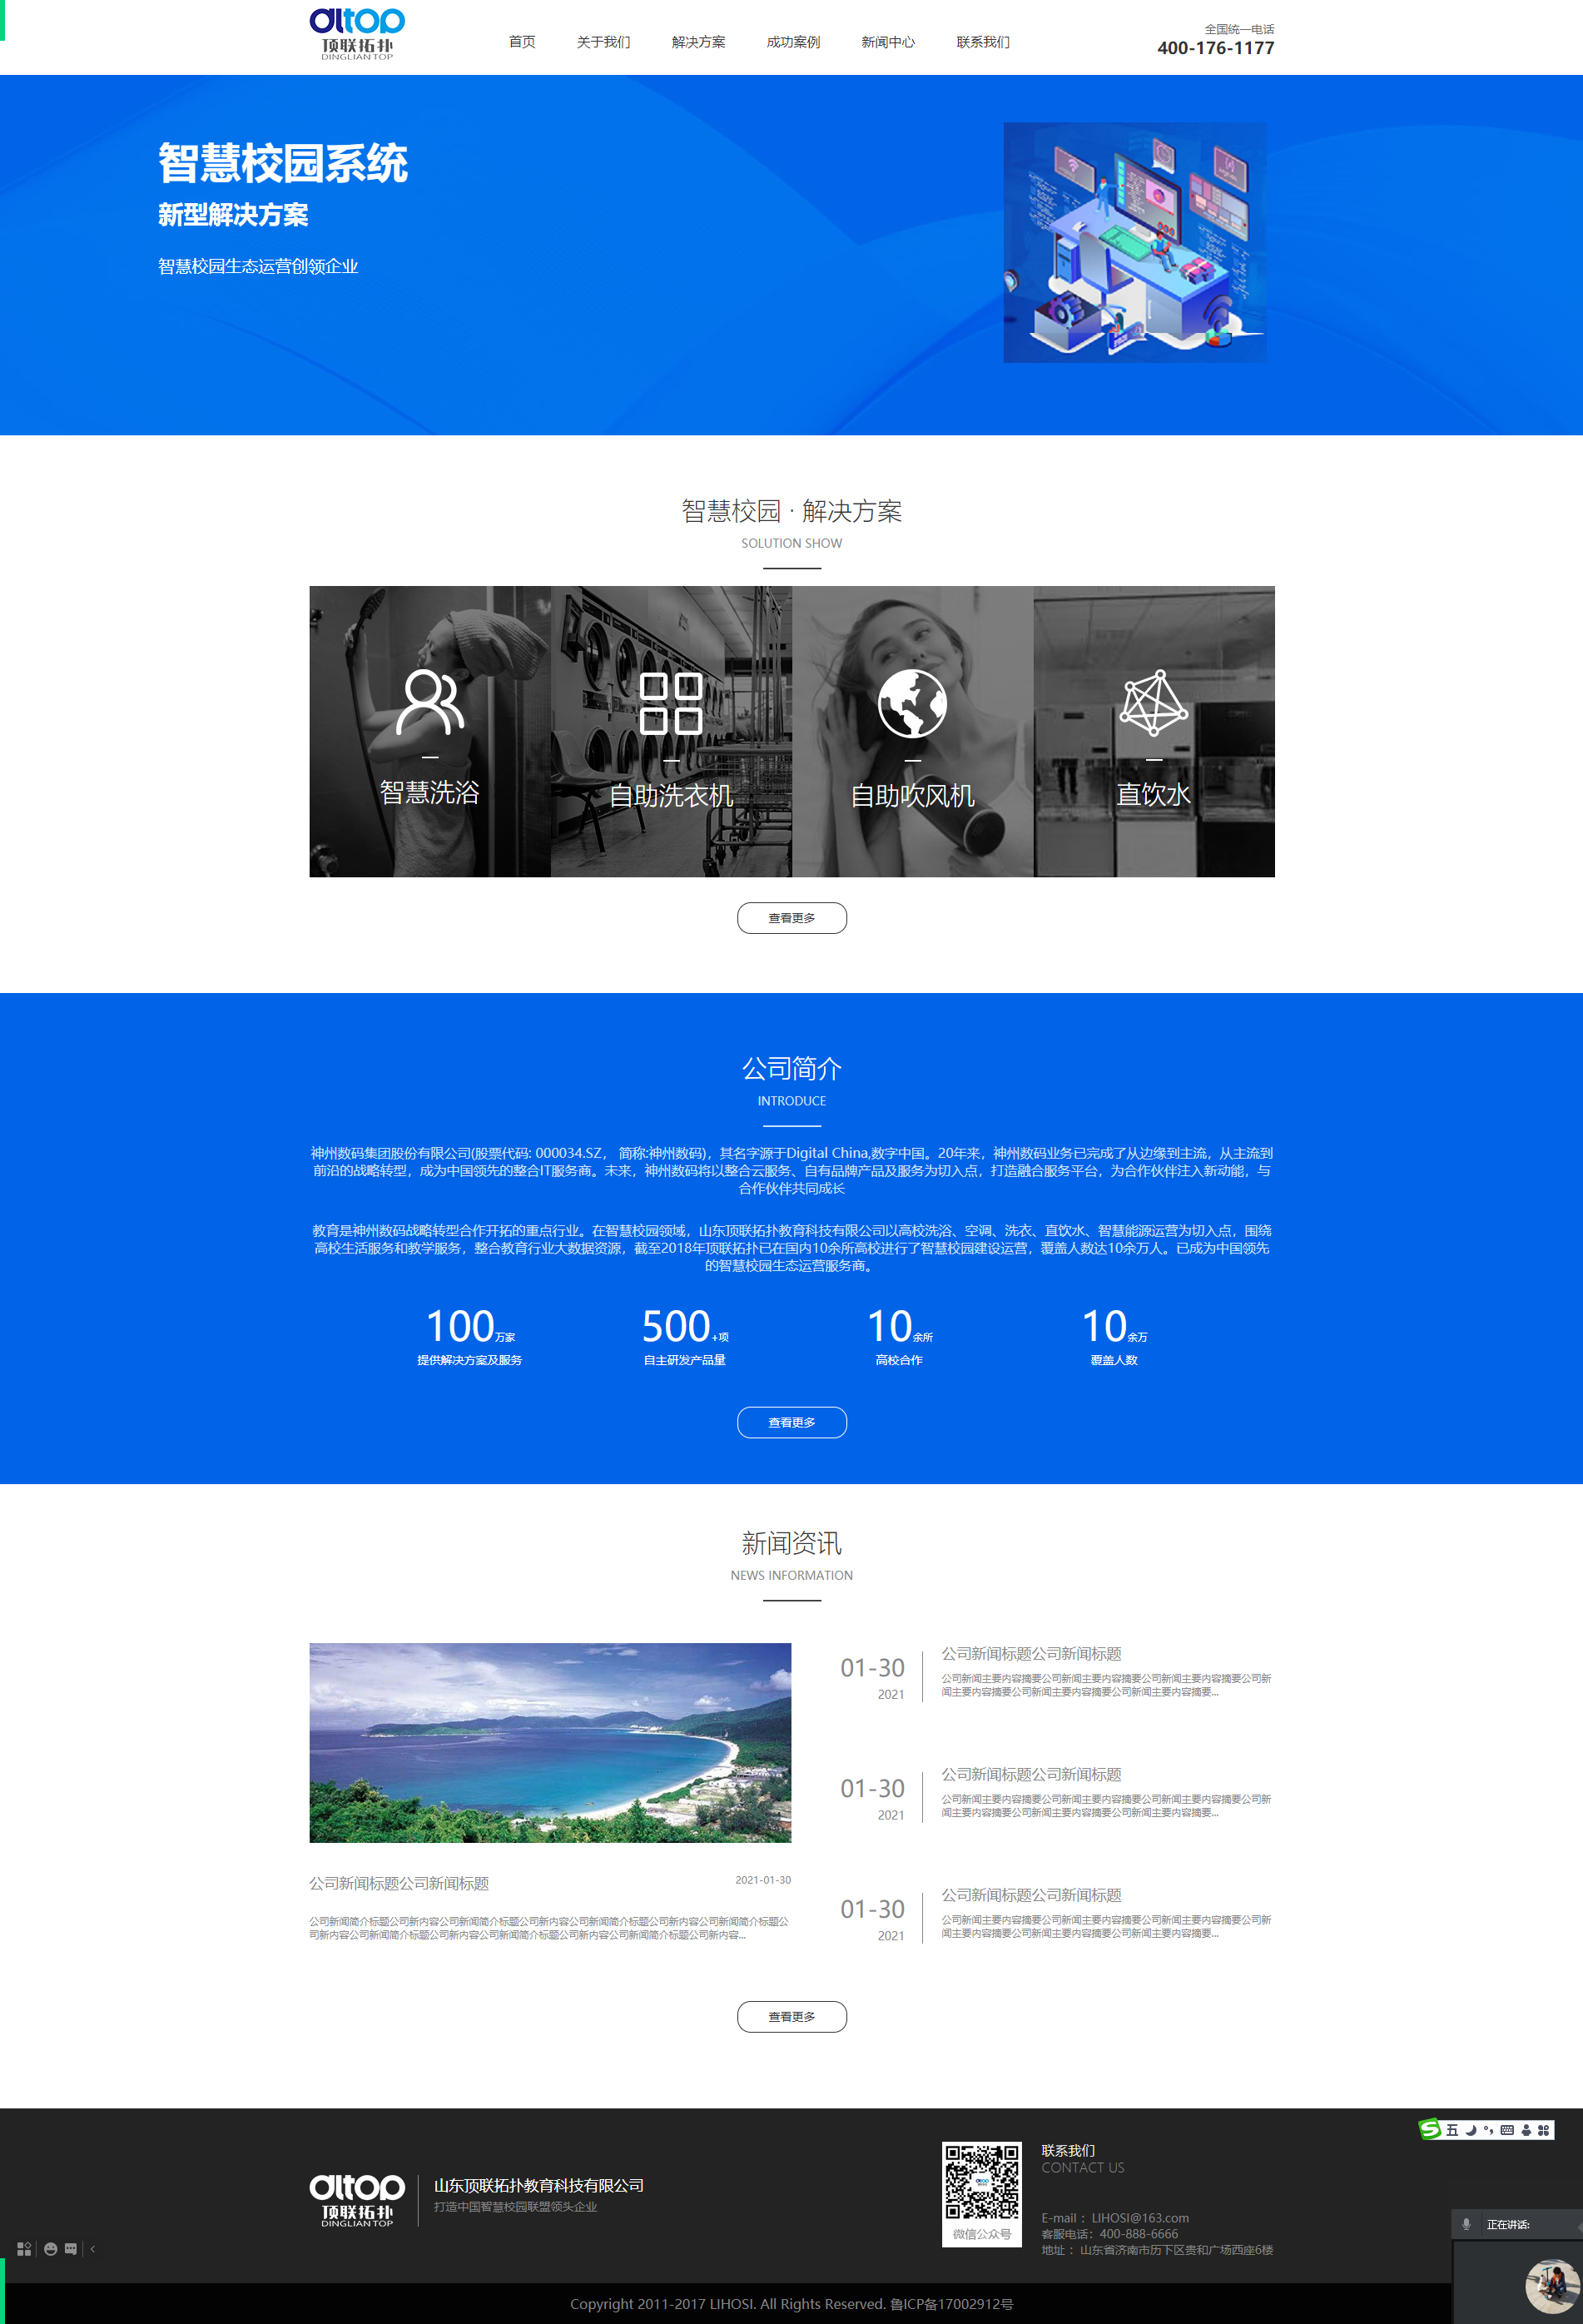 altop
顶联拓扑
DINGLIANTOP
首页 关于我们 解决方案 成功案例 新闻中心 联系我们
全国统一电话
400-176-1177
智慧校园系统
新型解决方案
智慧校园生态运营创领企业
智慧校园 · 解决方案
SOLUTION SHOW
智慧洗浴
自助洗衣机
自助吹风机
直饮水
查看更多
公司简介
INTRODUCE
神州数码集团股份有限公司(股票代码: 000034.SZ， 简称:神州数码)，其名字源于Digital China,数字中国。20年来，神州数码业务已完成了从边缘到主流，从主流到
前沿的战略转型，成为中国领先的整合IT服务商。未来，神州数码将以整合云服务、自有品牌产品及服务为切入点，打造融合服务平台，为合作伙伴注入新动能，与
合作伙伴共同成长
教育是神州数码战略转型合作开拓的重点行业。在智慧校园领域，山东顶联拓扑教育科技有限公司以高校洗浴、空调、洗衣、直饮水、智慧能源运营为切入点，围绕
高校生活服务和教学服务，整合教育行业大数据资源，截至2018年顶联拓扑已在国内10余所高校进行了智慧校园建设运营，覆盖人数达10余万人。已成为中国领先
的智慧校园生态运营服务商。
100万家
提供解决方案及服务
500+项
自主研发产品量
10余所
高校合作
10余万
覆盖人数
查看更多
新闻资讯
NEWS INFORMATION
公司新闻标题公司新闻标题
2021-01-30
公司新闻简介标题公司新内容公司新闻简介标题公司新内容公司新闻简介标题公司新内容公司新闻简介标题公
司新内容公司新闻简介标题公司新内容公司新闻简介标题公司新内容公司新闻简介标题公司新内容...
01-30
2021
公司新闻标题公司新闻标题
公司新闻主要内容摘要公司新闻主要内容摘要公司新闻主要内容摘要公司新
闻主要内容摘要公司新闻主要内容摘要公司新闻主要内容摘要...
01-30
2021
公司新闻标题公司新闻标题
公司新闻主要内容摘要公司新闻主要内容摘要公司新闻主要内容摘要公司新
闻主要内容摘要公司新闻主要内容摘要公司新闻主要内容摘要...
01-30
2021
公司新闻标题公司新闻标题
公司新闻主要内容摘要公司新闻主要内容摘要公司新闻主要内容摘要公司新
闻主要内容摘要公司新闻主要内容摘要公司新闻主要内容摘要...
查看更多
五
altop
顶联拓扑
DINGLIANTOP
山东顶联拓扑教育科技有限公司
打造中国智慧校园联盟领头企业
微信公众号
联系我们
CONTACT US
E-mail： LIHOSI@163.com
客服电话：400-888-6666
地址： 山东省济南市历下区贵和广场西座6楼
正在讲话:
Copyright 2011-2017 LIHOSI. All Rights Reserved. 鲁ICP备17002912号